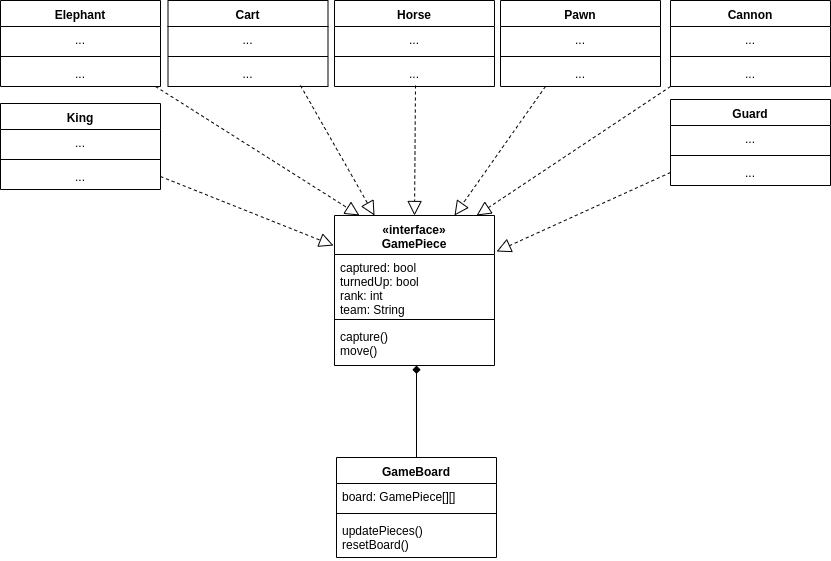 Elephant
...
...
Cart
...
...
Horse
...
...
Pawn
...
...
Cannon
...
...
King
...
...
Guard
...
...
«interface»
GamePiece
captured: bool
turnedUp: bool
rank: int
team: String
capture()
move()
GameBoard
board: GamePiece[][]
updatePieces()
resetBoard()